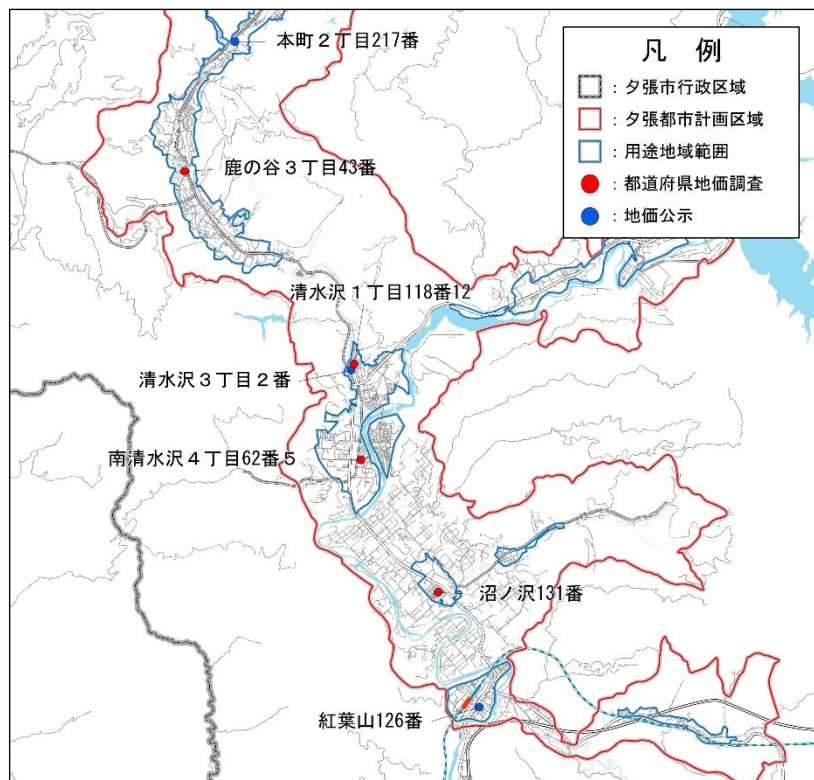 本町２丁目217番
凡 例
：夕張市行政区域
：夕張都市計画区域
：用途地域範囲
：都道府県地価調査
：地価公示
鹿の谷３丁目43番
清水沢１丁目118番12
清水沢３丁目２番
南清水沢４丁目62番５
沼ノ沢131番
紅葉山126番